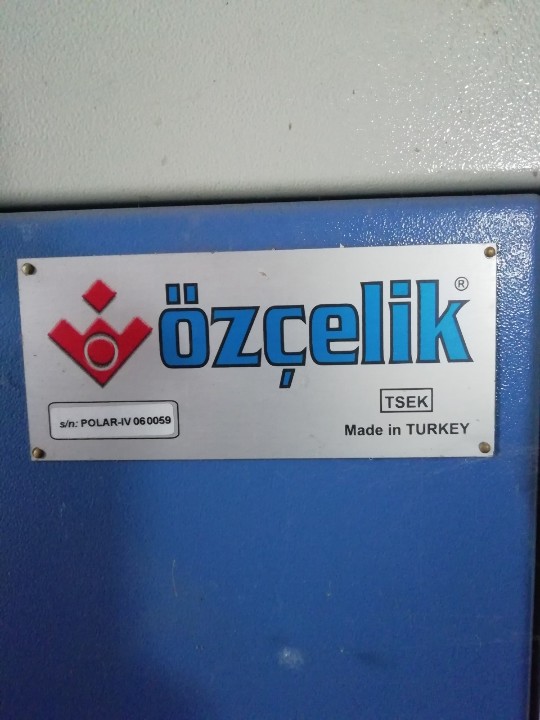 özçelik®
TSEK
s/n: POLAR-IV 060059
Made in TURKEY